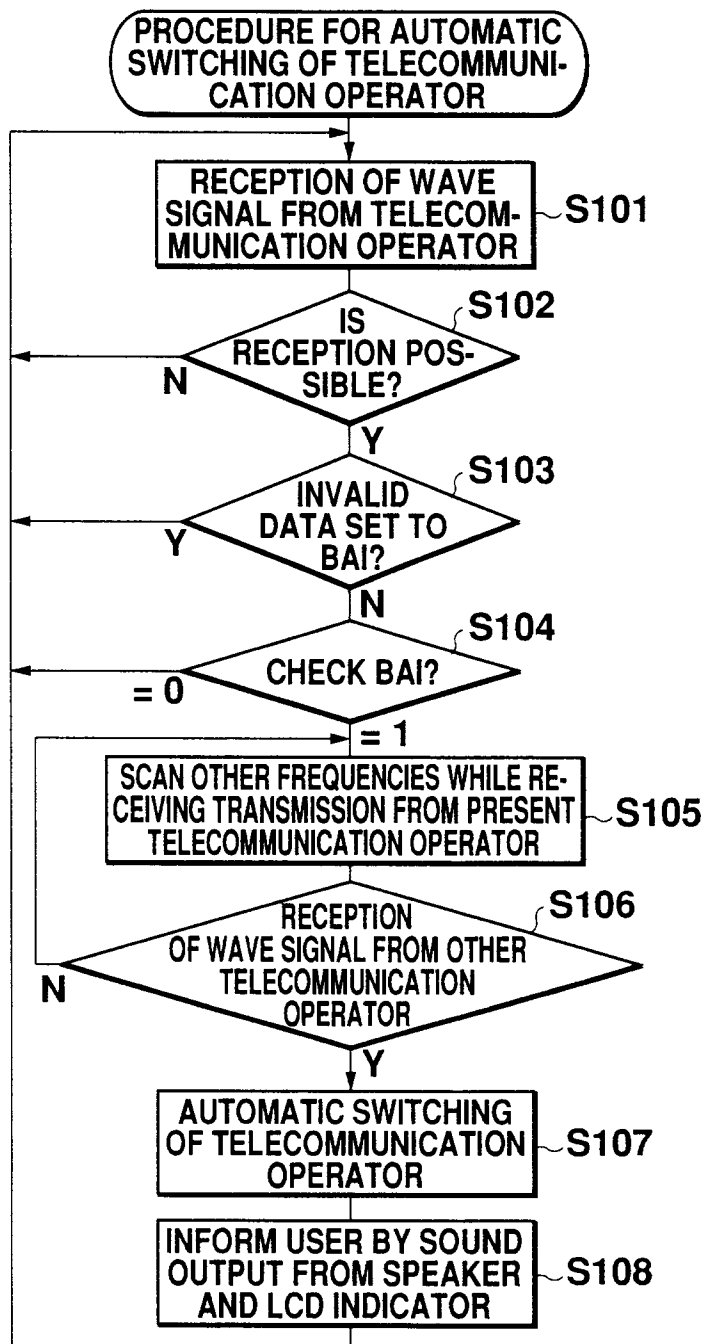 PROCEDURE FOR AUTOMATIC
SWITCHING OF TELECOMMUNI-
CATION OPERATOR
RECEPTION OF WAVE
SIGNAL FROM TELECOM-
MUNICATION OPERATOR
S101
S102
IS
RECEPTION POS-
SIBLE?
N
Y
S103
INVALID
DATA SET TO
BAI?
Y
N
S104
CHECK BAI?
= 0
= 1
SCAN OTHER FREQUENCIES WHILE RE-
CEIVING TRANSMISSION FROM PRESENT
TELECOMMUNICATION OPERATOR
S105
S106
RECEPTION
OF WAVE SIGNAL FROM OTHER
TELECOMMUNICATION
OPERATOR
N
Y
AUTOMATIC SWITCHING
OF TELECOMMUNICATION
OPERATOR
S107
INFORM USER BY SOUND
OUTPUT FROM SPEAKER
AND LCD INDICATOR
S108